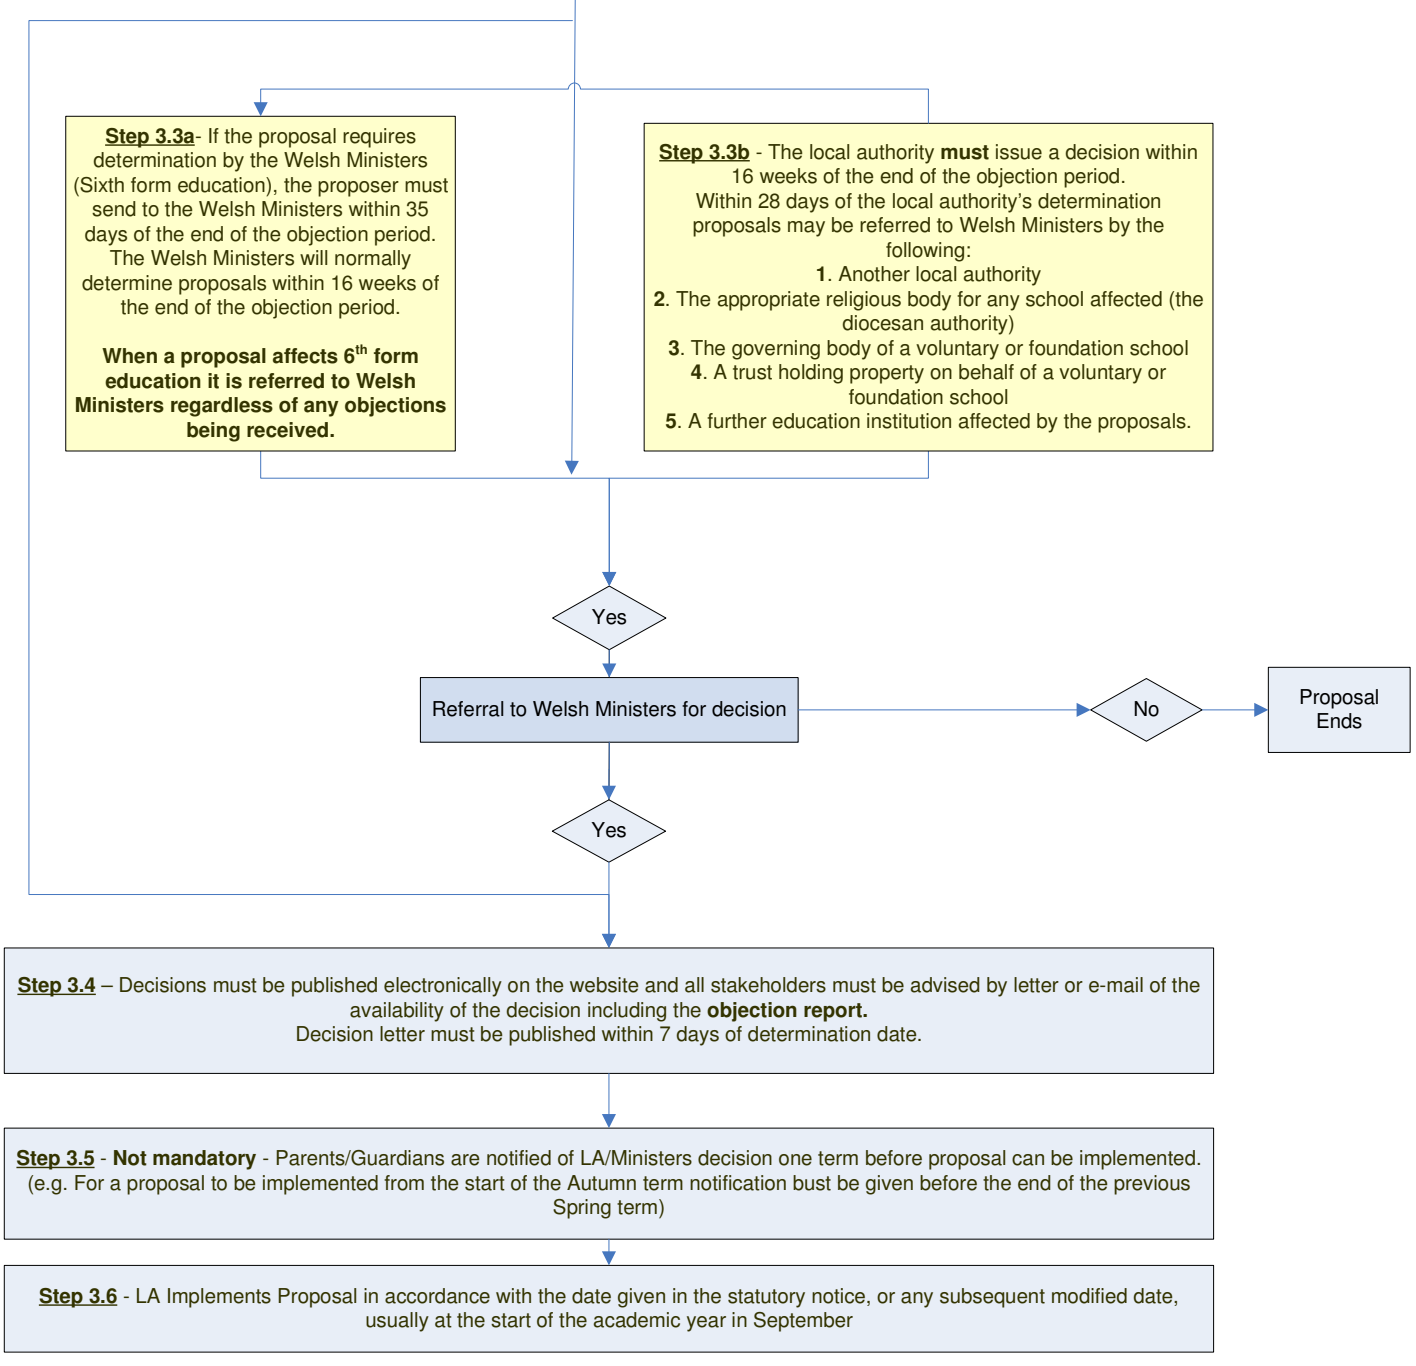 Step 3.3a- If the proposal requires
determination by the Welsh Ministers
(Sixth form education), the proposer must
send to the Welsh Ministers within 35
days of the end of the objection period.
The Welsh Ministers will normally
determine proposals within 16 weeks of
the end of the objection period.
When a proposal affects 6th form
education it is referred to Welsh
Ministers regardless of any objections
being received.
Step 3.3b - The local authority must issue a decision within
16 weeks of the end of the objection period.
Within 28 days of the local authority’s determination
proposals may be referred to Welsh Ministers by the
following:
1. Another local authority
2. The appropriate religious body for any school affected (the
diocesan authority)
3. The governing body of a voluntary or foundation school
4. A trust holding property on behalf of a voluntary or
foundation school
5. A further education institution affected by the proposals.
Yes
Referral to Welsh Ministers for decision
No
Proposal
Ends
Yes
Step 3.4 – Decisions must be published electronically on the website and all stakeholders must be advised by letter or e-mail of the
availability of the decision including the objection report.
Decision letter must be published within 7 days of determination date.
Step 3.5 - Not mandatory - Parents/Guardians are notified of LA/Ministers decision one term before proposal can be implemented.
(e.g. For a proposal to be implemented from the start of the Autumn term notification bust be given before the end of the previous
Spring term)
Step 3.6 - LA Implements Proposal in accordance with the date given in the statutory notice, or any subsequent modified date,
usually at the start of the academic year in September